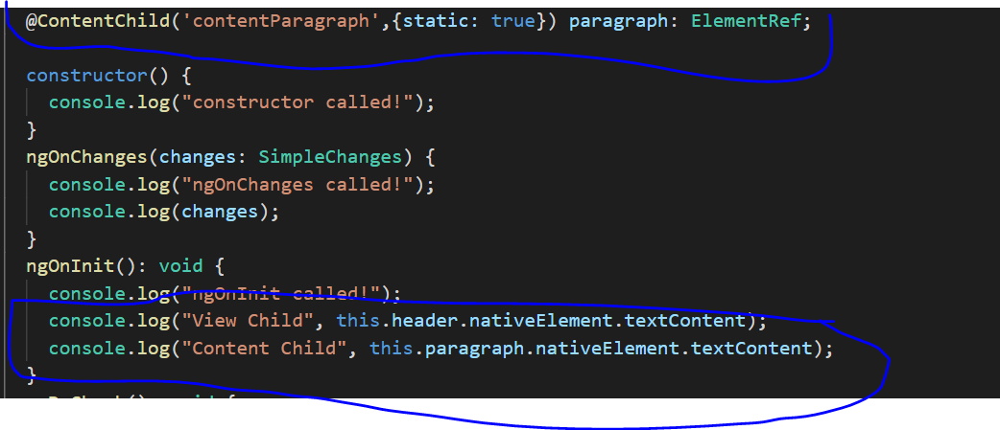 @ContentChild('contentParagraph',{static: true}) paragraph: ElementRef;
constructor() {
console.log("constructor called!");
}
ngOnChanges(changes: SimpleChanges) {
console.log("ngOnChanges called!");
console.log(changes);
}
ngOnInit(): void {
console.log("ngOnInit called!");
console.log("View Child", this.header.nativeElement.textContent);
console.log("Content Child", this.paragraph.nativeElement.textContent);
}